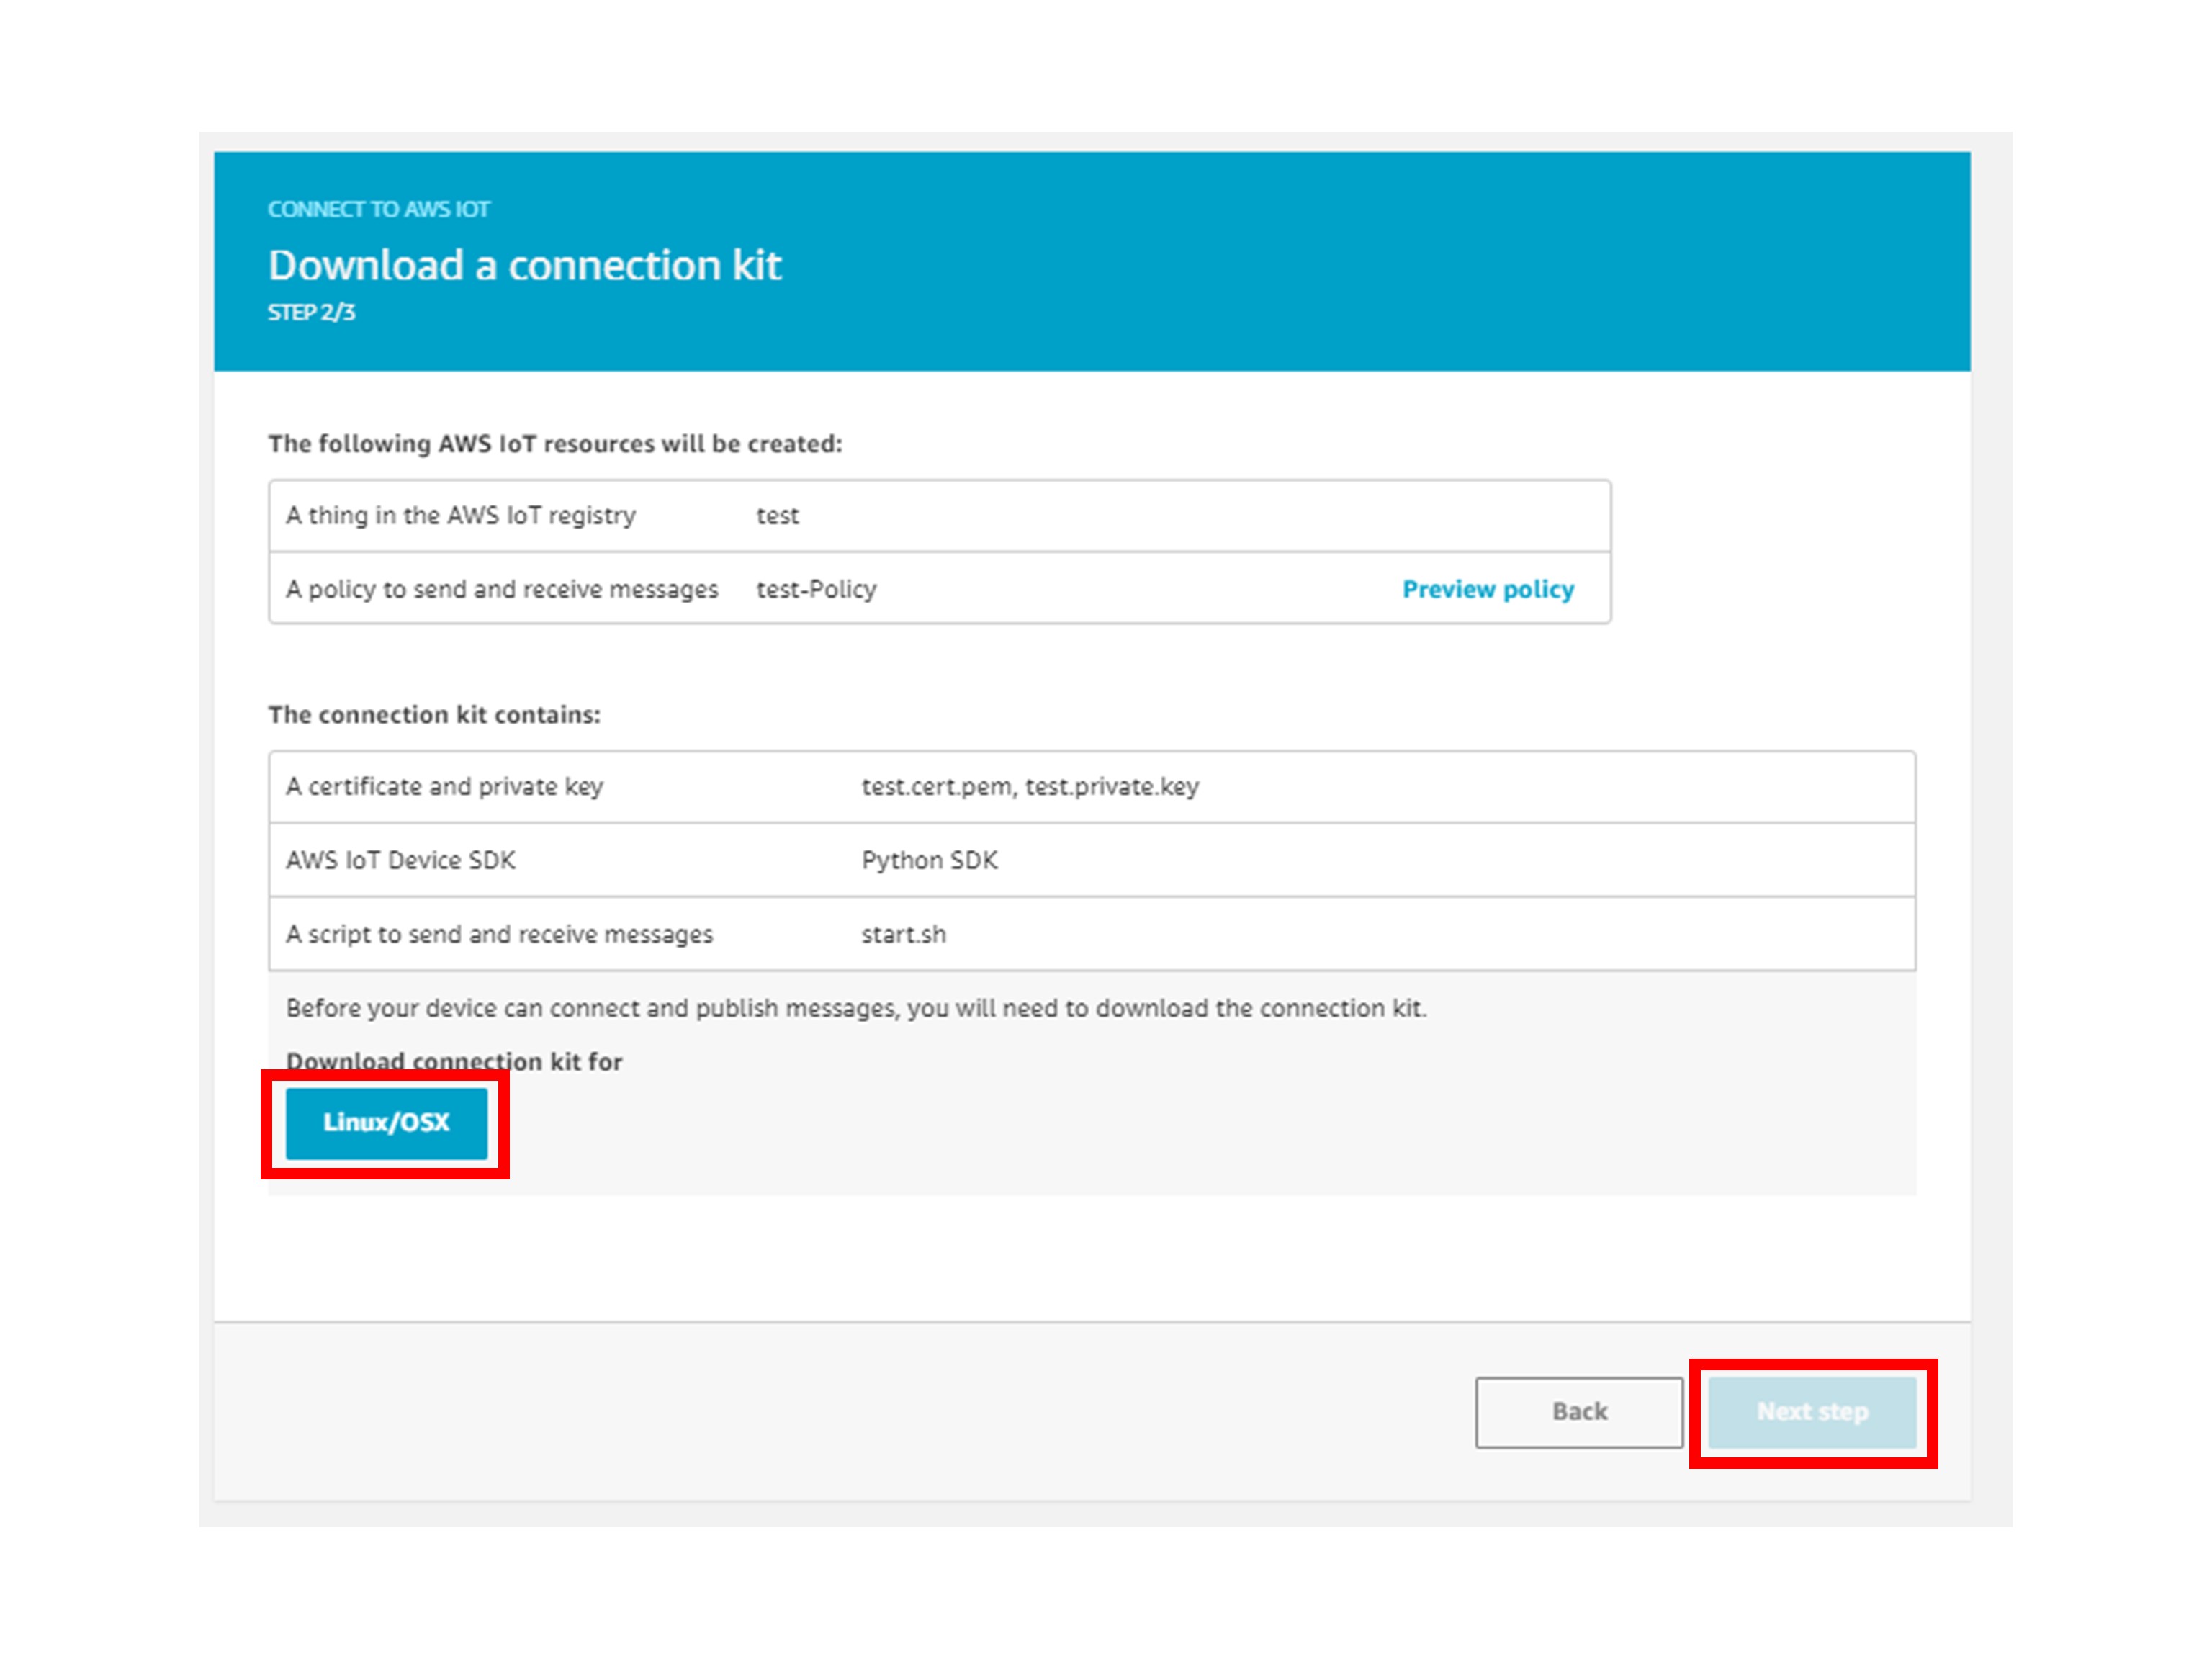 CONNECT TO AWS IOT
Download a connection kit
STEP 2/3
The following AWS IoT resources will be created:
A thing in the AWS IoT registry test
A policy to send and receive messages test-Policy Preview policy
The connection kit contains:
A certificate and private key test.cert.pem, test.private.key
AWS IoT Device SDK Python SDK
A script to send and receive messages start.sh
Before your device can connect and publish messages, you will need to download the connection kit.
Download connection kit for
Linux/OSX
Back Next step